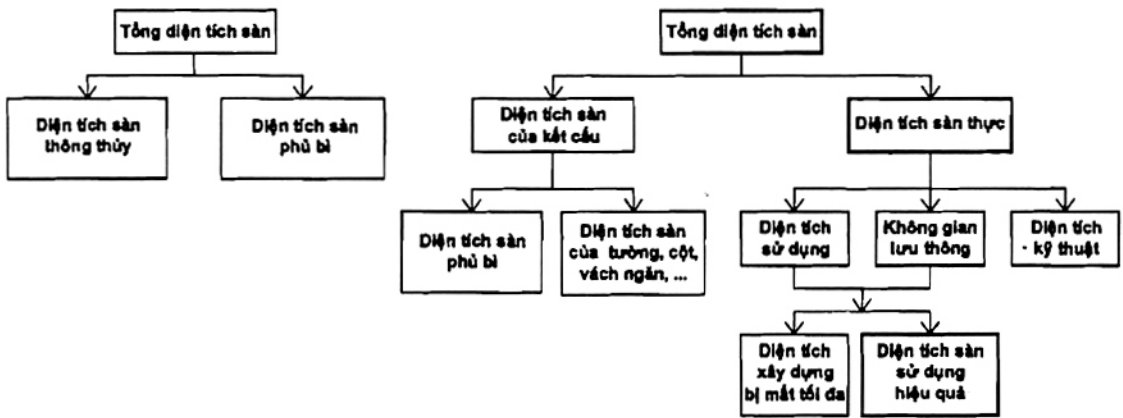 Tổng diện tích sàn
Diện tích sàn
thông thủy
Diện tích sàn
phủ bì
Tổng diện tích sàn
Diện tích sàn
của kết cấu
Diện tích sàn thực
Diện tích sàn
phủ bì
Diện tích sàn
của tường, cột,
vách ngăn, ...
Diện tích
sử dụng
Không gian
lưu thông
Diện tích
kỹ thuật
Diện tích
xây dựng
bị mất tối đa
Diện tích sàn
sử dụng
hiệu quả